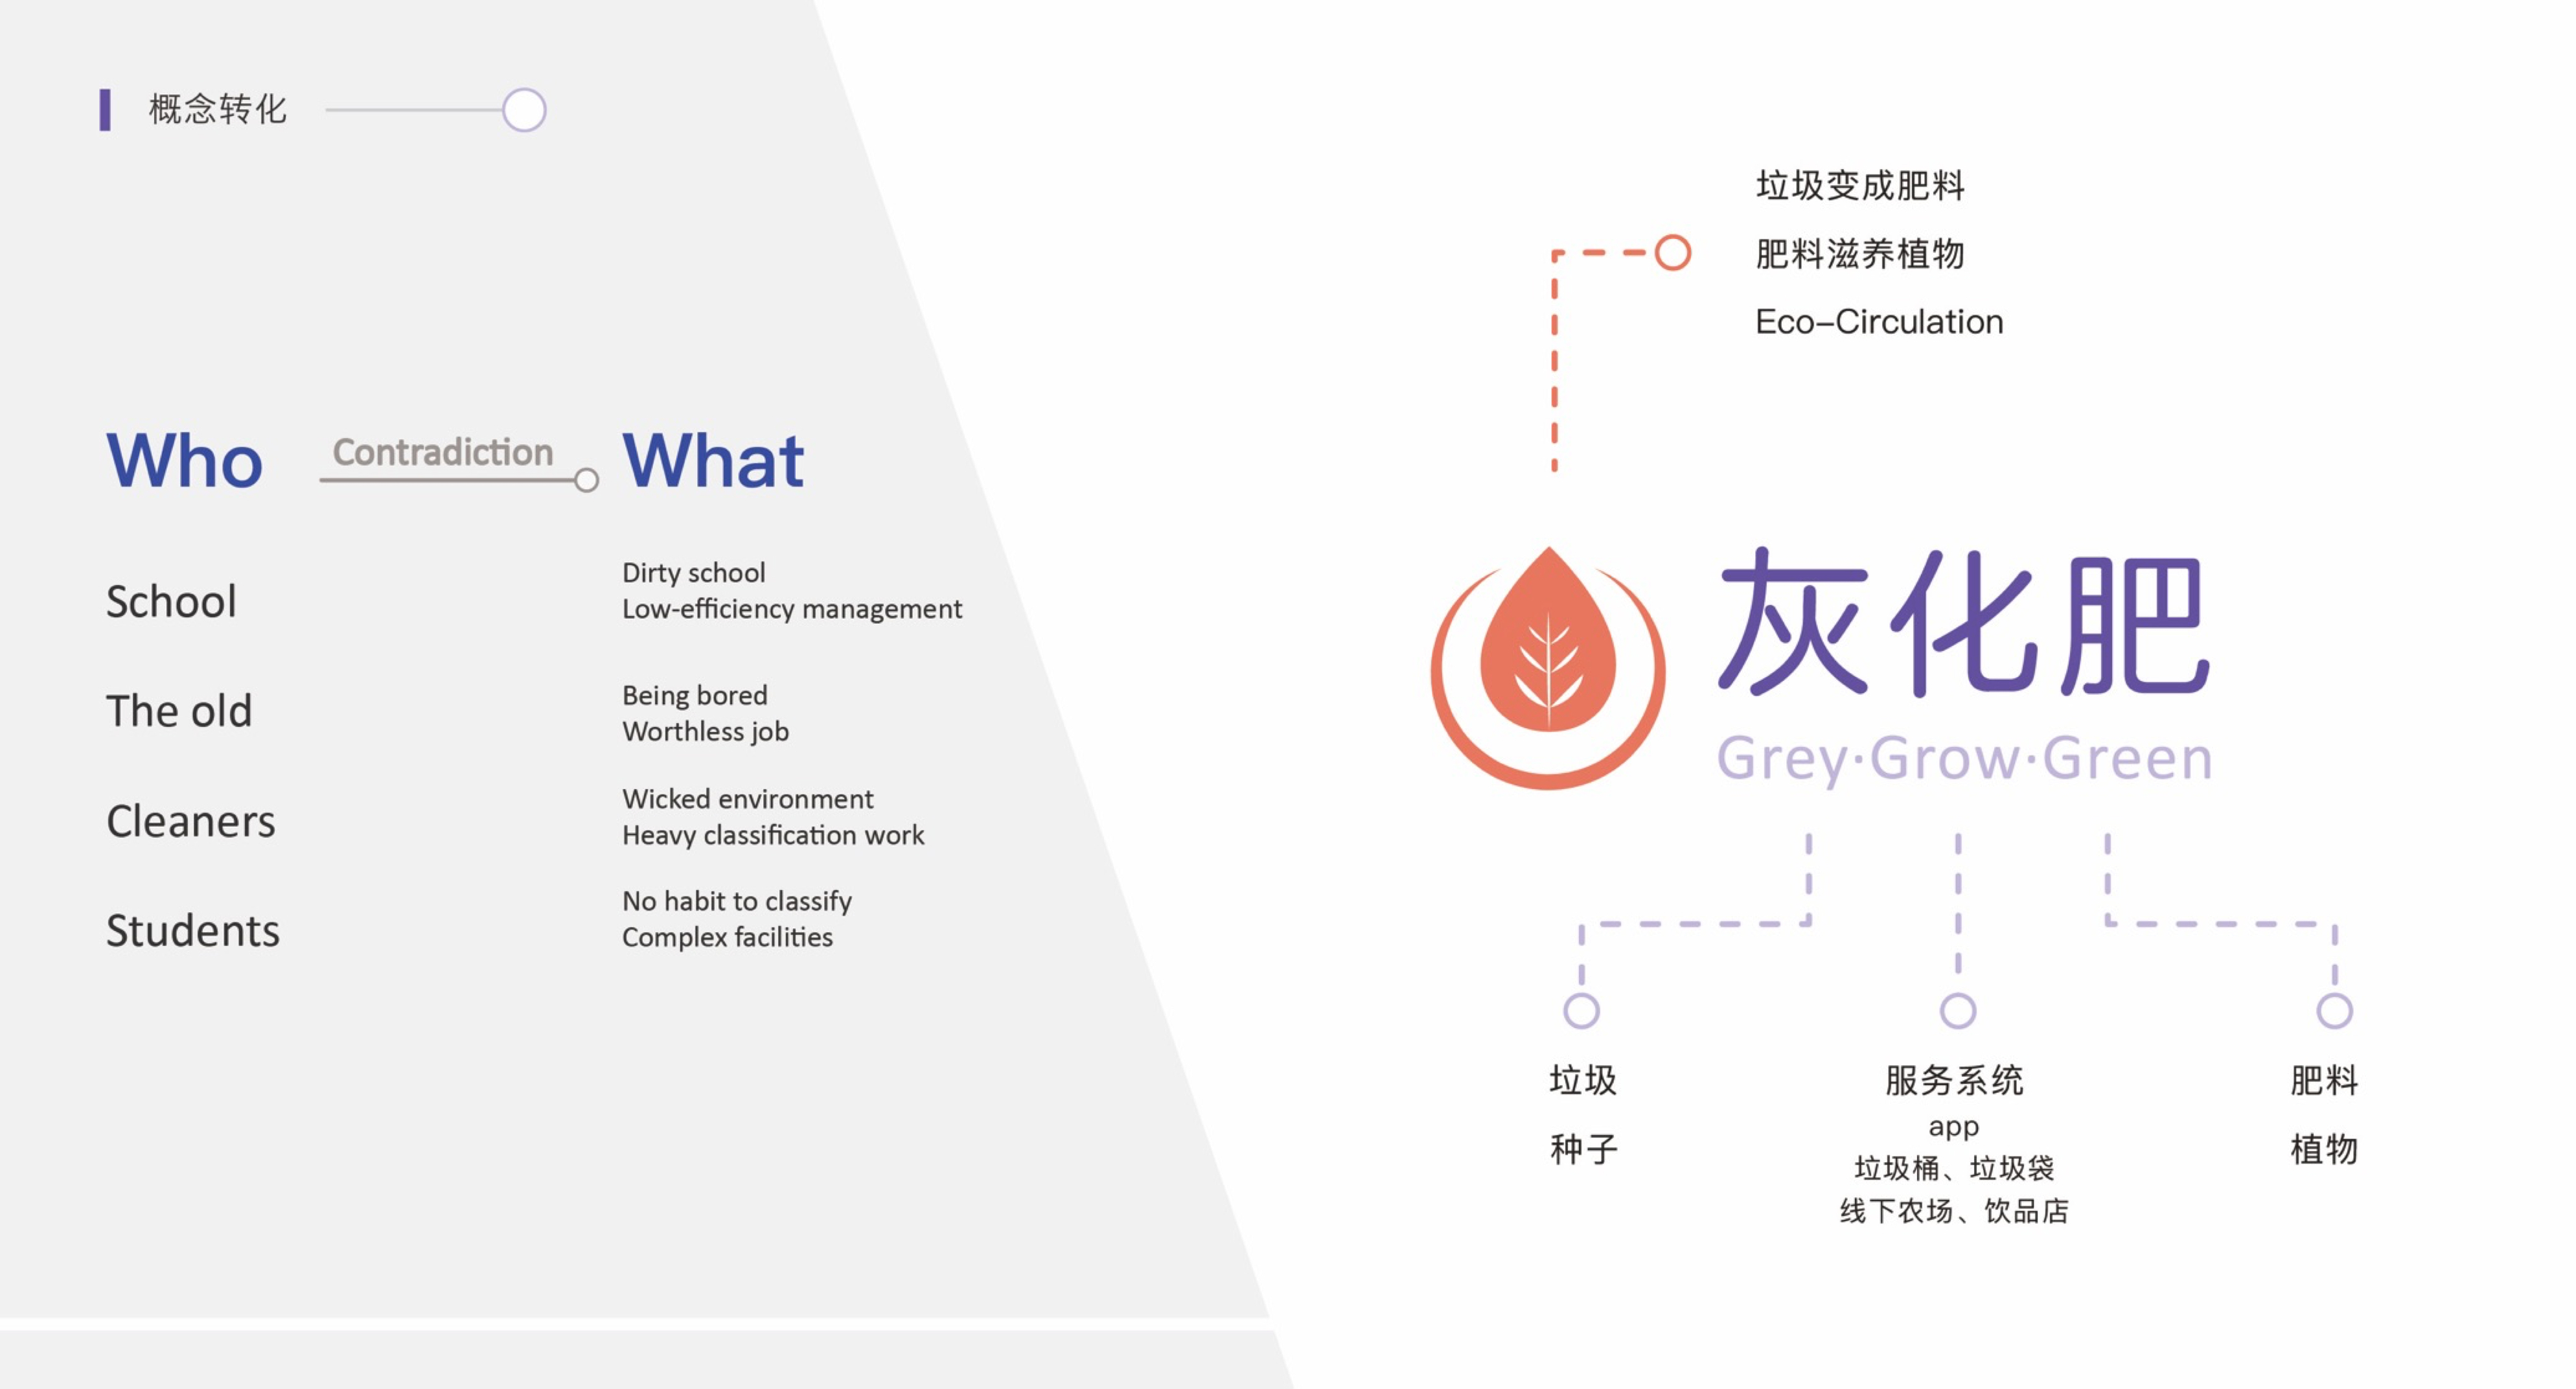 概念转化
Who
Contradiction
What
School
Dirty school
Low-efficiency management
The old
Being bored
Worthless job
Cleaners
Wicked environment
Heavy classification work
Students
No habit to classify
Complex facilities
垃圾变成肥料
肥料滋养植物
Eco–Circulation
灰化肥
Grey·Grow·Green
垃圾
种子
服务系统
app
垃圾桶、垃圾袋
线下农场、饮品店
肥料
植物